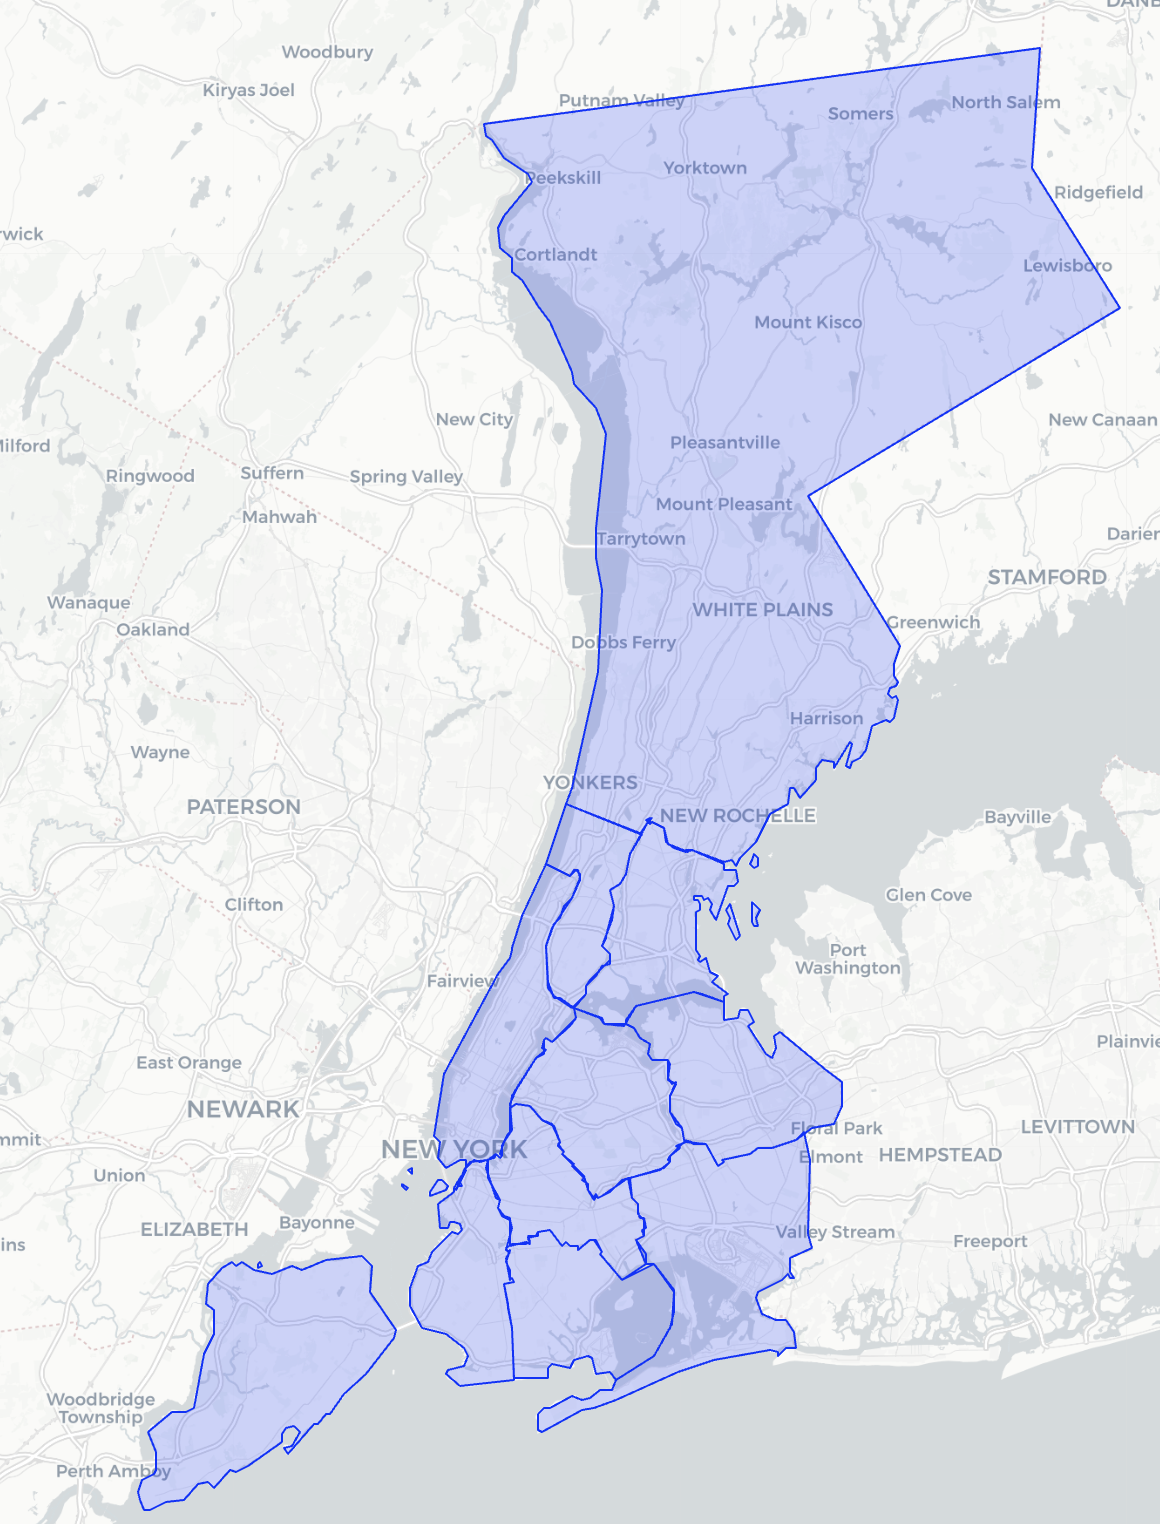 DANB
Woodbury
Kiryas Joel
Putnam Valley
North Salem
Somers
Peekskill
Yorktown
Ridgefield
rwick
Cortlandt
Lewisboro
Mount Kisco
New City
New Canaan
Milford
Pleasantville
Ringwood
Suffern
Spring Valley
Mahwah
Mount Pleasant
Tarrytown
Darien
STAMFORD
Wanaque
Oakland
WHITE PLAINS
Greenwich
Dobbs Ferry
Harrison
Wayne
YONKERS
PATERSON
NEW ROCHELLE
Bayville
Clifton
Glen Cove
Port
Washington
Fairview
Plainvie
East Orange
NEWARK
Floral Park
LEVITTOWN
mmit
NEW YORK
Elmont
HEMPSTEAD
Union
ELIZABETH
Bayonne
Valley Stream
Freeport
ins
Woodbridge
Township
Perth Amboy